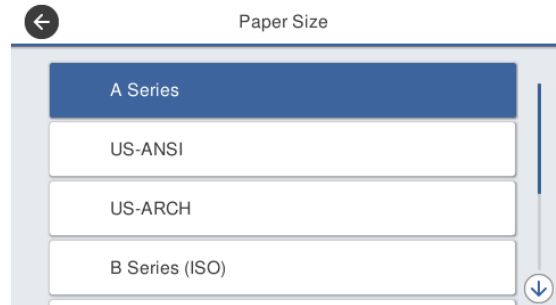 Paper Size
A Series
US-ANSI
US-ARCH
B Series (ISO)